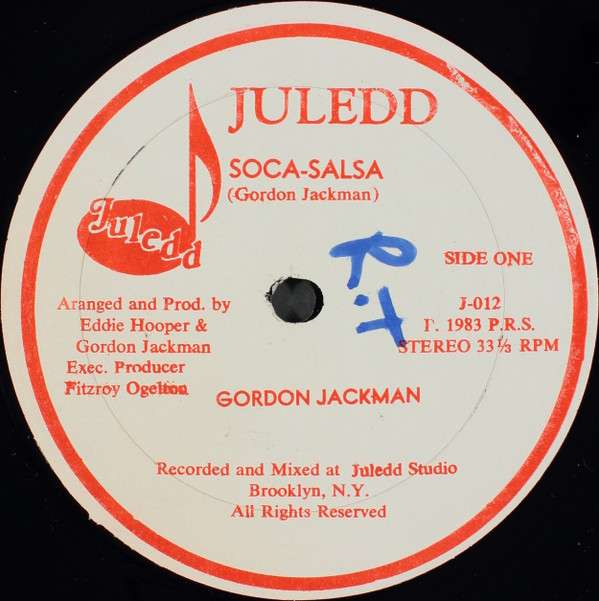 JULEDD
SOCA-SALSA
(Gordon Jackman)
Juledd
SIDE ONE
Aranged and Prod. by
Eddie Hooper &
Gordon Jackman
Exec. Producer
Fitzroy
J-012
P. 1983 P.R.S.
STEREO 33⅓ RPM
GORDON JACKMAN
Recorded and Mixed at Juledd Studio
Brooklyn, N.Y.
All Rights Reserved